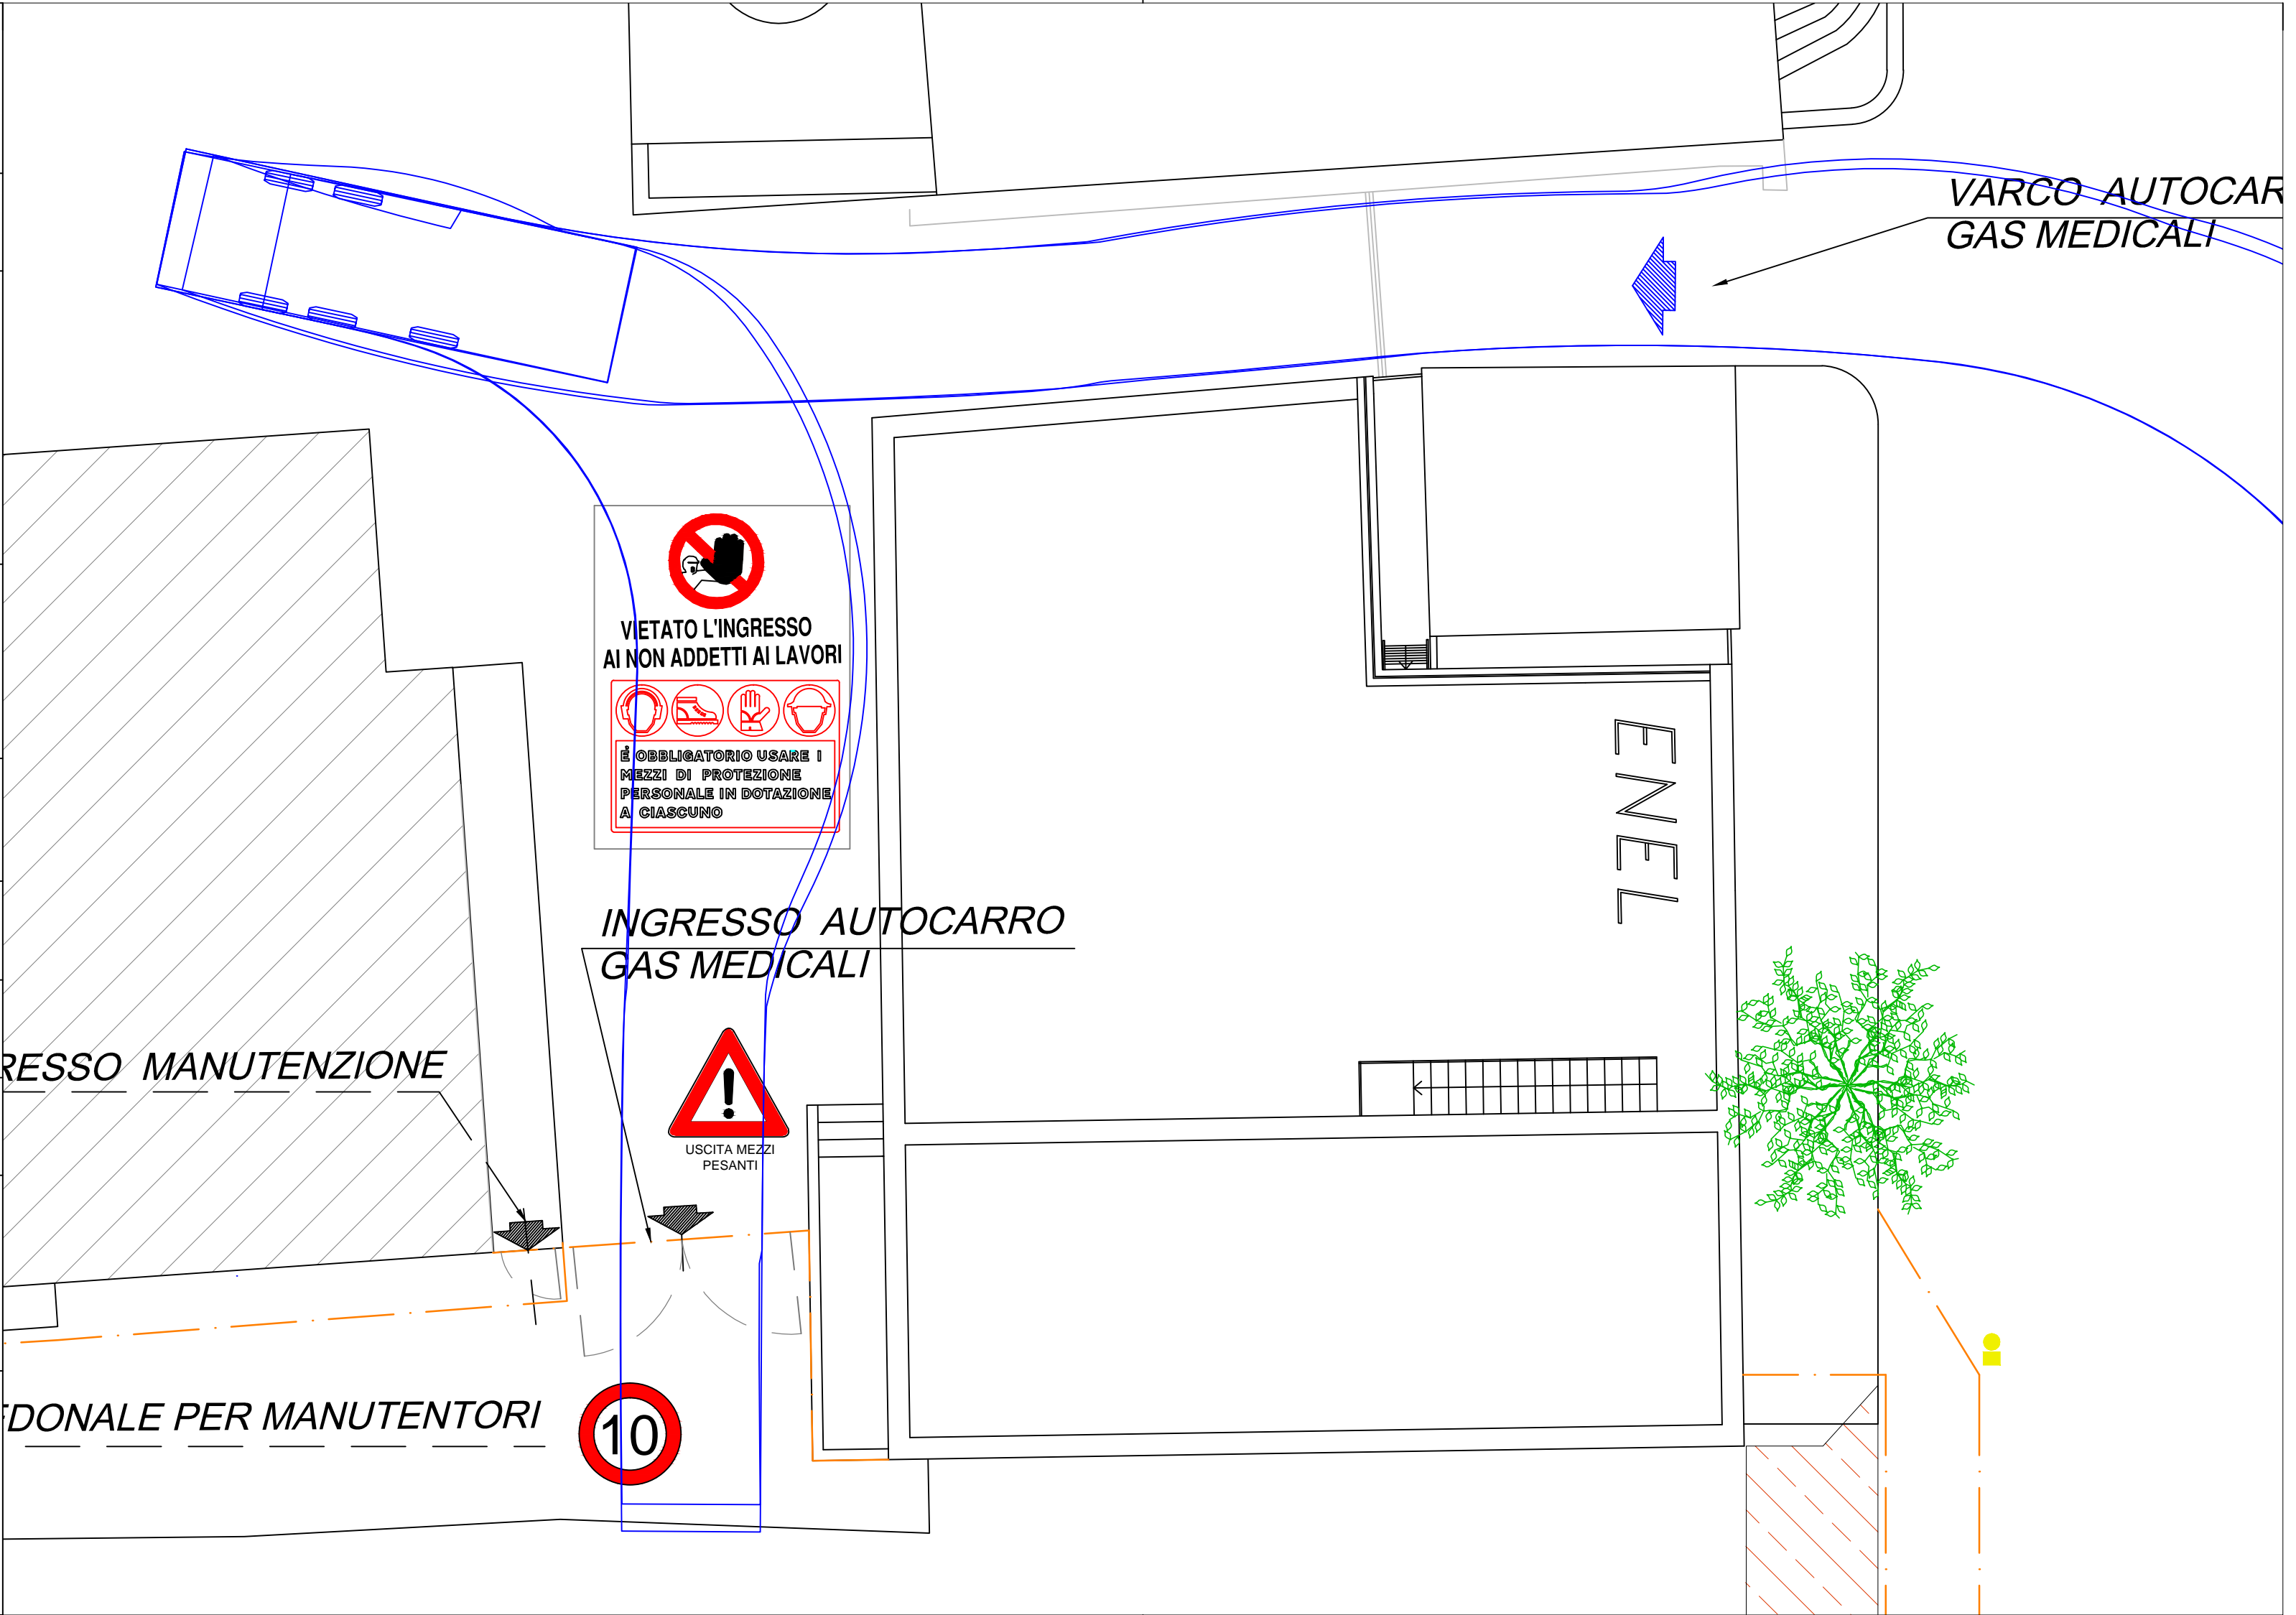 VARCO AUTOCAR
GAS MEDICALI
VIETATO L'INGRESSO
AI NON ADDETTI AI LAVORI
È OBBLIGATORIO USARE I
MEZZI DI PROTEZIONE
PERSONALE IN DOTAZIONE
A CIASCUNO
ENEL
INGRESSO AUTOCARRO
GAS MEDICALI
RESSO MANUTENZIONE
USCITA MEZZI
PESANTI
EDONALE PER MANUTENTORI
10